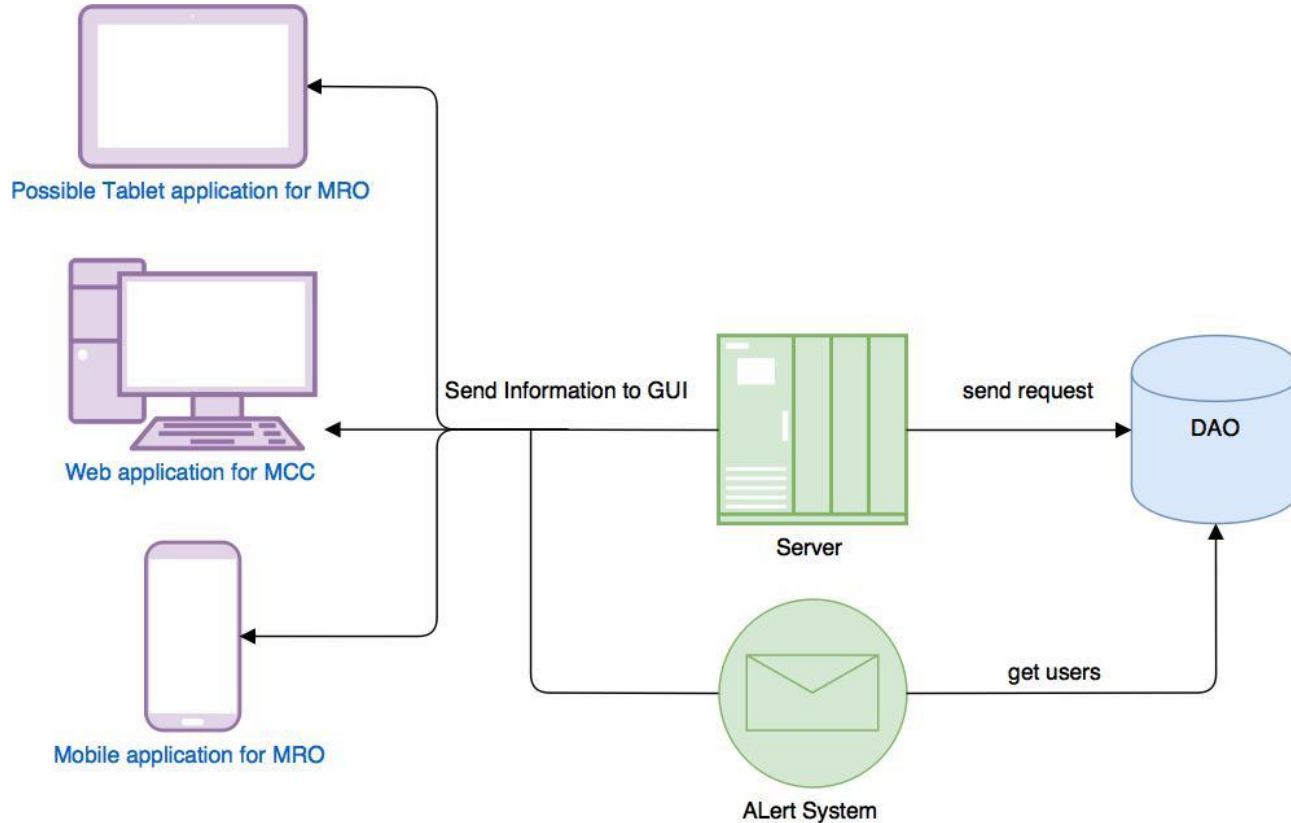 Possible Tablet application for MRO
Send Information to GUI
send request
DAO
Web application for MCC
Server
get users
Mobile application for MRO
ALert System